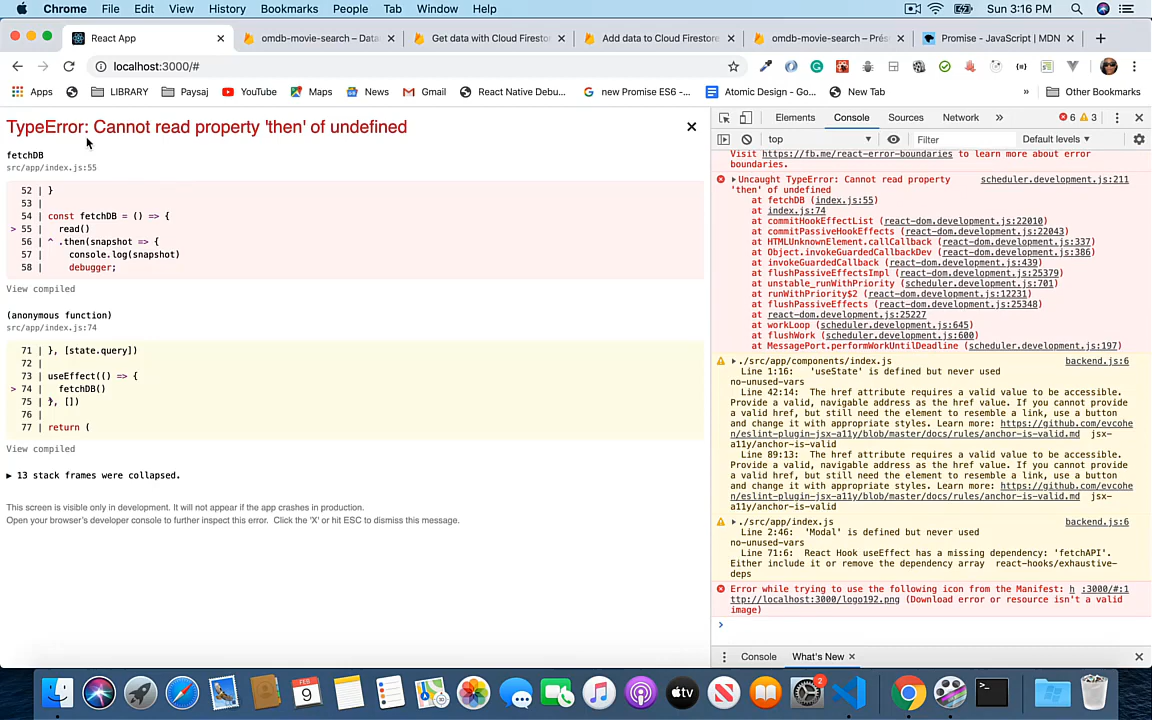 Chrome File Edit View History Bookmarks People Tab Window Help Sun 3:16 PM
React App × omdb-movie-search – Data × Get data with Cloud Firestor × Add data to Cloud Firestore × omdb-movie-search – Prés × Promise - JavaScript | MDN × +
localhost:3000/#
Apps LIBRARY Paysaj YouTube Maps News Gmail React Native Debu... new Promise ES6 -... Atomic Design - Go... New Tab » Other Bookmarks
TypeError: Cannot read property 'then' of undefined
fetchDB
src/app/index.js:55
52 | }
53 |
54 | const fetchDB = () => {
> 55 | read()
56 | ^ .then(snapshot => {
57 | console.log(snapshot)
58 | debugger;
View compiled
(anonymous function)
src/app/index.js:74
71 | }, [state.query])
72 |
73 | useEffect(() => {
> 74 | fetchDB()
75 | }, [])
76 |
77 | return (
View compiled
▶ 13 stack frames were collapsed.
This screen is visible only in development. It will not appear if the app crashes in production.
Open your browser's developer console to further inspect this error. Click the 'X' or hit ESC to dismiss this message.
Elements Console Sources Network » 6 3
top Filter Default levels
Visit https://fb.me/react-error-boundaries to learn more about error
boundaries.
Uncaught TypeError: Cannot read property scheduler.development.js:211
'then' of undefined
at fetchDB (index.js:55)
at index.js:74
at commitHookEffectList (react-dom.development.js:22010)
at commitPassiveHookEffects (react-dom.development.js:22043)
at HTMLUnknownElement.callCallback (react-dom.development.js:337)
at Object.invokeGuardedCallbackDev (react-dom.development.js:386)
at invokeGuardedCallback (react-dom.development.js:439)
at flushPassiveEffectsImpl (react-dom.development.js:25379)
at unstable_runWithPriority (scheduler.development.js:701)
at runWithPriority$2 (react-dom.development.js:12231)
at flushPassiveEffects (react-dom.development.js:25348)
at react-dom.development.js:25227
at workLoop (scheduler.development.js:645)
at flushWork (scheduler.development.js:600)
at MessagePort.performWorkUntilDeadline (scheduler.development.js:197)
./src/app/components/index.js backend.js:6
Line 1:16: 'useState' is defined but never used
no-unused-vars
Line 42:14: The href attribute requires a valid value to be accessible.
Provide a valid, navigable address as the href value. If you cannot provide
a valid href, but still need the element to resemble a link, use a button
and change it with appropriate styles. Learn more: https://github.com/evcohe
n/eslint-plugin-jsx-a11y/blob/master/docs/rules/anchor-is-valid.md jsx-
a11y/anchor-is-valid
Line 89:13: The href attribute requires a valid value to be accessible.
Provide a valid, navigable address as the href value. If you cannot provide
a valid href, but still need the element to resemble a link, use a button
and change it with appropriate styles. Learn more: https://github.com/evcohe
n/eslint-plugin-jsx-a11y/blob/master/docs/rules/anchor-is-valid.md jsx-
a11y/anchor-is-valid
./src/app/index.js backend.js:6
Line 2:46: 'Modal' is defined but never used
no-unused-vars
Line 71:6: React Hook useEffect has a missing dependency: 'fetchAPI'.
Either include it or remove the dependency array react-hooks/exhaustive-
deps
Error while trying to use the following icon from the Manifest: h :3000/#:1
ttp://localhost:3000/logo192.png (Download error or resource isn't a valid
image)
Console What's New ×
FEB
9
tv
2